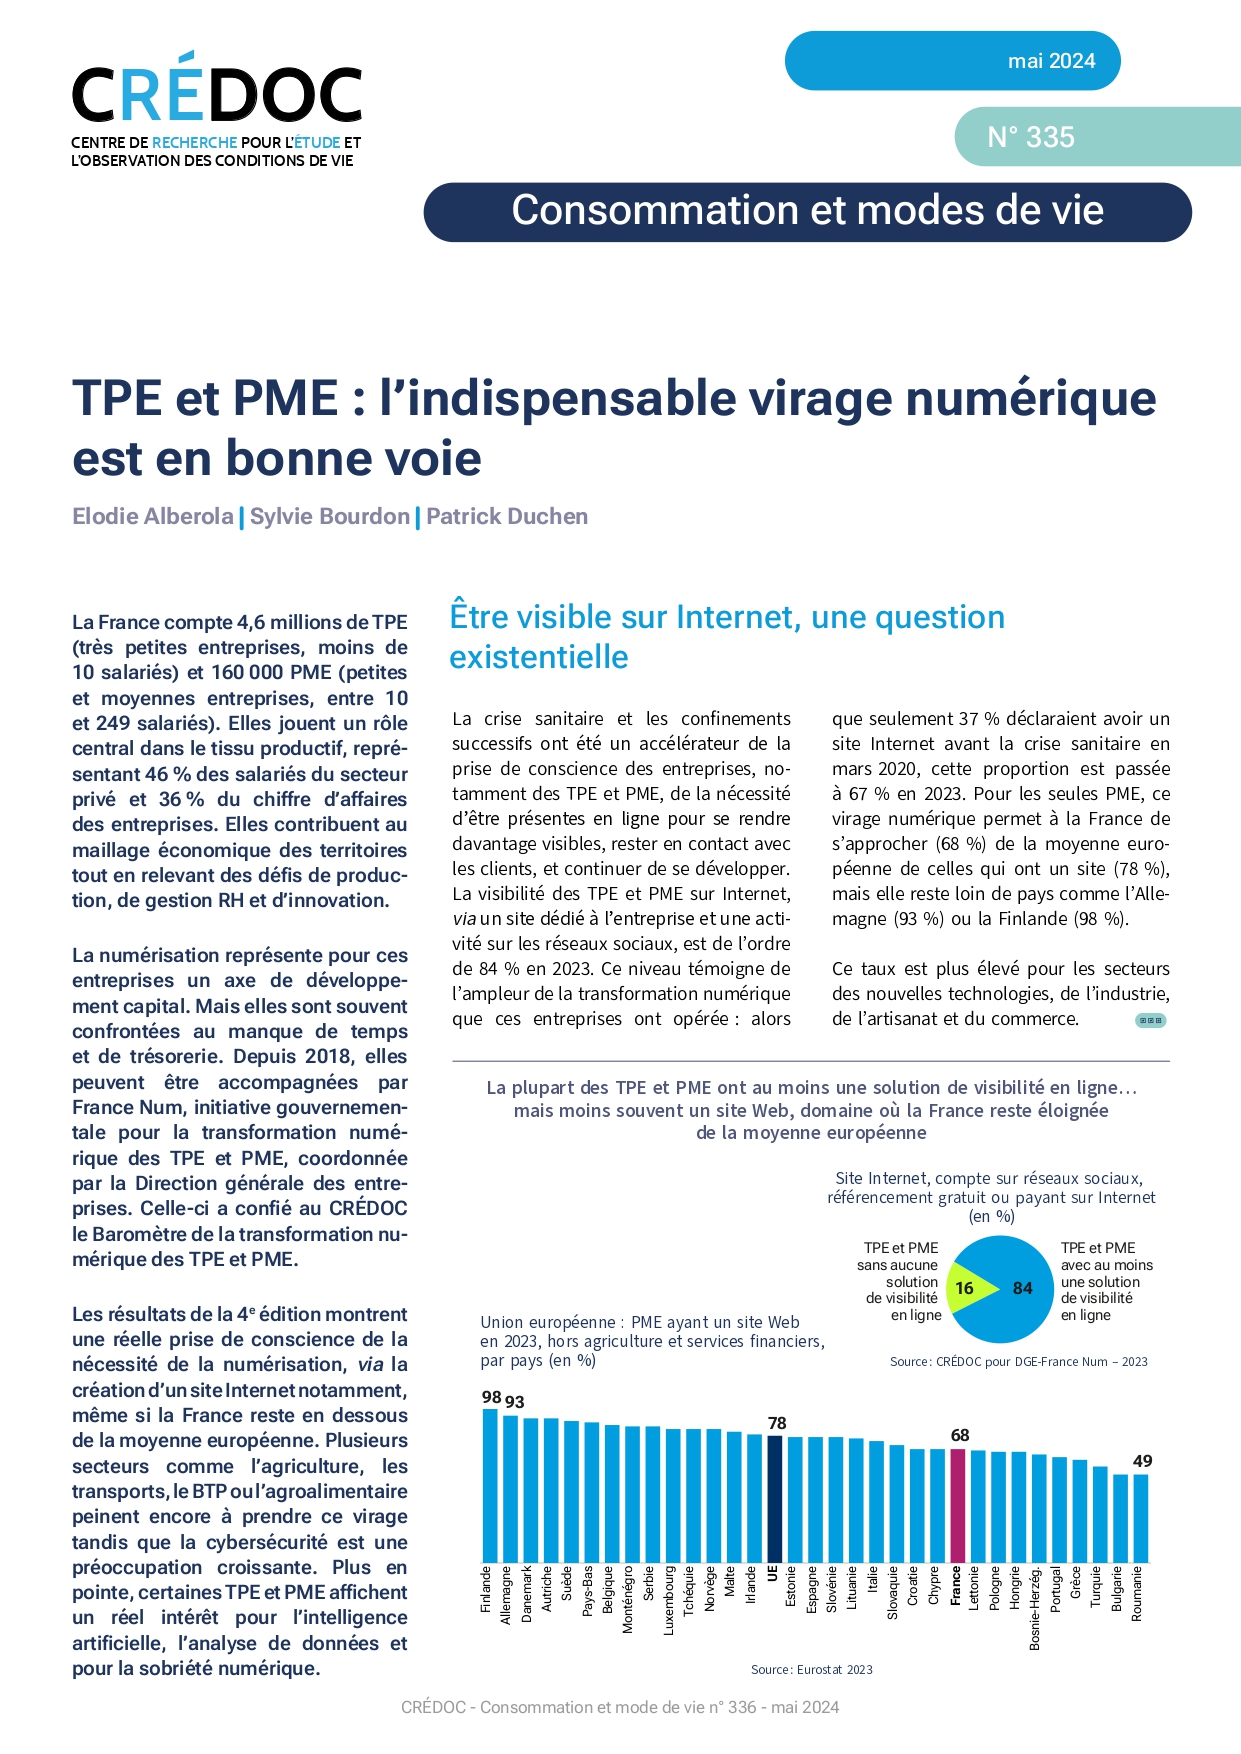 CRÉDOC
CENTRE DE RECHERCHE POUR L'ÉTUDE ET
L'OBSERVATION DES CONDITIONS DE VIE
mai 2024
N° 335
Consommation et modes de vie
TPE et PME : l'indispensable virage numérique
est en bonne voie
Elodie Alberola | Sylvie Bourdon | Patrick Duchen
La France compte 4,6 millions de TPE
(très petites entreprises, moins de
10 salariés) et 160 000 PME (petites
et moyennes entreprises, entre 10
et 249 salariés). Elles jouent un rôle
central dans le tissu productif, repré-
sentant 46 % des salariés du secteur
privé et 36 % du chiffre d'affaires
des entreprises. Elles contribuent au
maillage économique des territoires
tout en relevant des défis de produc-
tion, de gestion RH et d'innovation.
La numérisation représente pour ces
entreprises un axe de développe-
ment capital. Mais elles sont souvent
confrontées au manque de temps
et de trésorerie. Depuis 2018, elles
peuvent être accompagnées par
France Num, initiative gouvernemen-
tale pour la transformation numé-
rique des TPE et PME, coordonnée
par la Direction générale des entre-
prises. Celle-ci a confié au CRÉDOC
le Baromètre de la transformation nu-
mérique des TPE et PME.
Les résultats de la 4e édition montrent
une réelle prise de conscience de la
nécessité de la numérisation, via la
création d'un site Internet notamment,
même si la France reste en dessous
de la moyenne européenne. Plusieurs
secteurs comme l'agriculture, les
transports, le BTP ou l'agroalimentaire
peinent encore à prendre ce virage
tandis que la cybersécurité est une
préoccupation croissante. Plus en
pointe, certaines TPE et PME affichent
un réel intérêt pour l'intelligence
artificielle, l'analyse de données et
pour la sobriété numérique.
Être visible sur Internet, une question
existentielle
La crise sanitaire et les confinements
successifs ont été un accélérateur de la
prise de conscience des entreprises, no-
tamment des TPE et PME, de la nécessité
d'être présentes en ligne pour se rendre
davantage visibles, rester en contact avec
les clients, et continuer de se développer.
La visibilité des TPE et PME sur Internet,
via un site dédié à l'entreprise et une acti-
vité sur les réseaux sociaux, est de l'ordre
de 84 % en 2023. Ce niveau témoigne de
l'ampleur de la transformation numérique
que ces entreprises ont opérée : alors
que seulement 37 % déclaraient avoir un
site Internet avant la crise sanitaire en
mars 2020, cette proportion est passée
à 67 % en 2023. Pour les seules PME, ce
virage numérique permet à la France de
s'approcher (68 %) de la moyenne euro-
péenne de celles qui ont un site (78 %),
mais elle reste loin de pays comme l'Alle-
magne (93 %) ou la Finlande (98 %).
Ce taux est plus élevé pour les secteurs
des nouvelles technologies, de l'industrie,
de l'artisanat et du commerce.
La plupart des TPE et PME ont au moins une solution de visibilité en ligne…
mais moins souvent un site Web, domaine où la France reste éloignée
de la moyenne européenne
Site Internet, compte sur réseaux sociaux,
référencement gratuit ou payant sur Internet
(en %)
TPE et PME
sans aucune
solution
de visibilité
en ligne
16
84
TPE et PME
avec au moins
une solution
de visibilité
en ligne
Source : CRÉDOC pour DGE-France Num – 2023
Union européenne : PME ayant un site Web
en 2023, hors agriculture et services financiers,
par pays (en %)
98
93
78
68
49
Finlande
Allemagne
Danemark
Autriche
Suède
Pays-Bas
Belgique
Monténégro
Serbie
Luxembourg
Tchéquie
Norvège
Malte
Irlande
UE
Estonie
Espagne
Slovénie
Lituanie
Italie
Slovaquie
Croatie
Chypre
France
Lettonie
Pologne
Hongrie
Bosnie-Herzég.
Portugal
Grèce
Turquie
Bulgarie
Roumanie
Source : Eurostat 2023
CRÉDOC - Consommation et mode de vie n° 336 - mai 2024